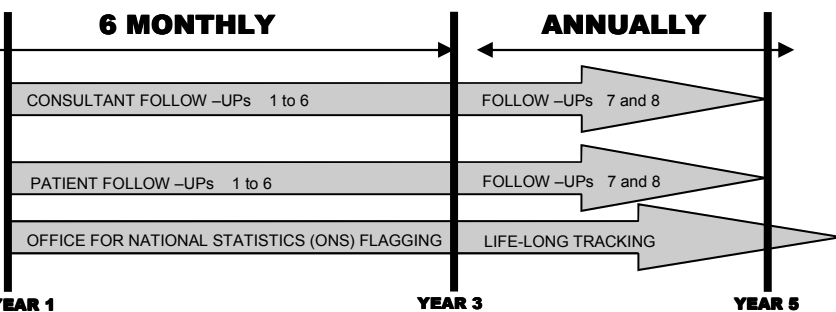 6 MONTHLY ANNUALLY
CONSULTANT FOLLOW –UPs 1 to 6 FOLLOW –UPs 7 and 8
PATIENT FOLLOW –UPs 1 to 6 FOLLOW –UPs 7 and 8
OFFICE FOR NATIONAL STATISTICS (ONS) FLAGGING LIFE-LONG TRACKING
YEAR 1 YEAR 3 YEAR 5